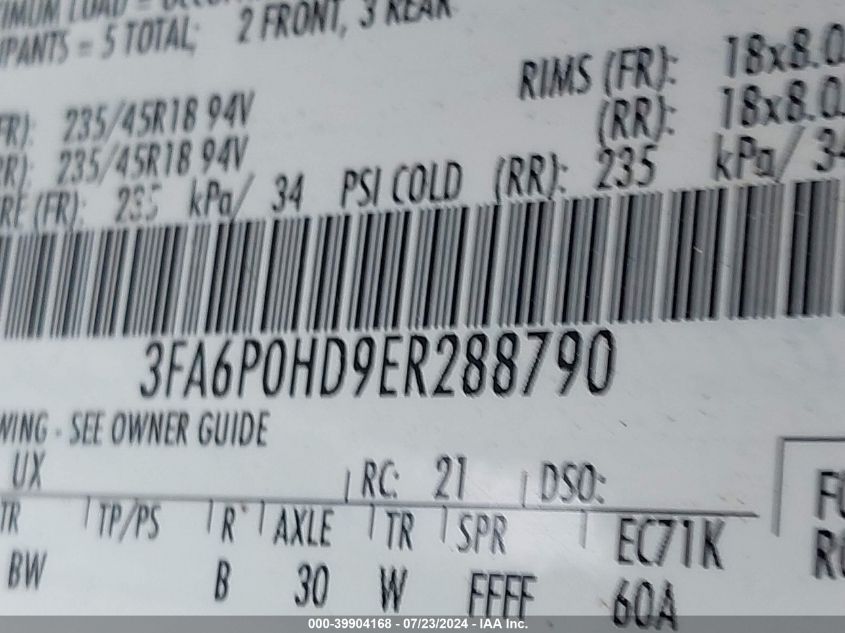 OCCUPANTS = 5 TOTAL; 2 FRONT, 3 REAR
RIMS (FR): 18x8.0
FR): 235/45R18 94V
(RR): 18x8.0
RR): 235/45R18 94V
RE (FR): 235 kPa/ 34 PSI COLD (RR): 235 kPa/ 34
3FA6P0HD9ER288790
WING - SEE OWNER GUIDE
UX RC: 21 DSO:
TR TP/PS R AXLE TR SPR EC71K
BW B 30 W FFFF 60A
000-39904168 - 07/23/2024 - IAA Inc.